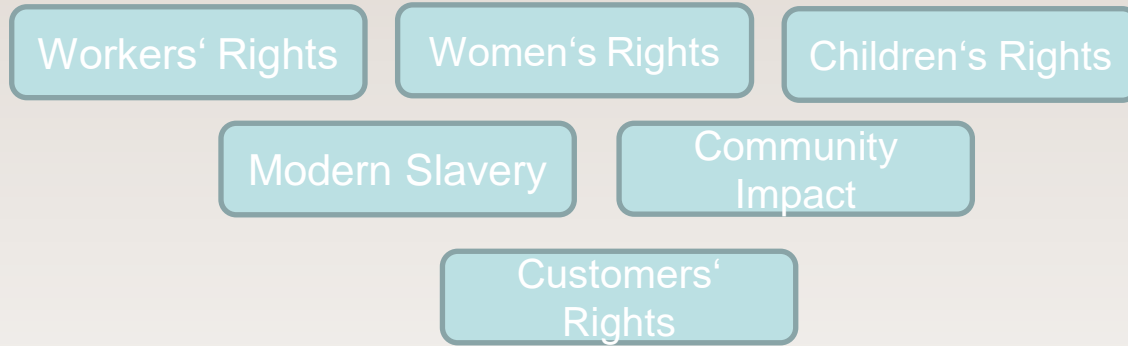 Workers‘ Rights
Women‘s Rights
Children‘s Rights
Modern Slavery
Community
Impact
Customers‘
Rights